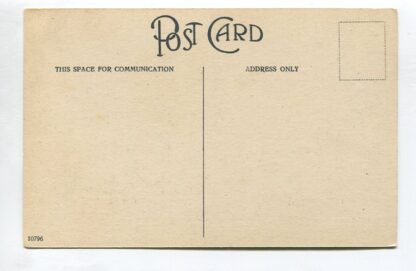 POST CARD
THIS SPACE FOR COMMUNICATION
ADDRESS ONLY
10796